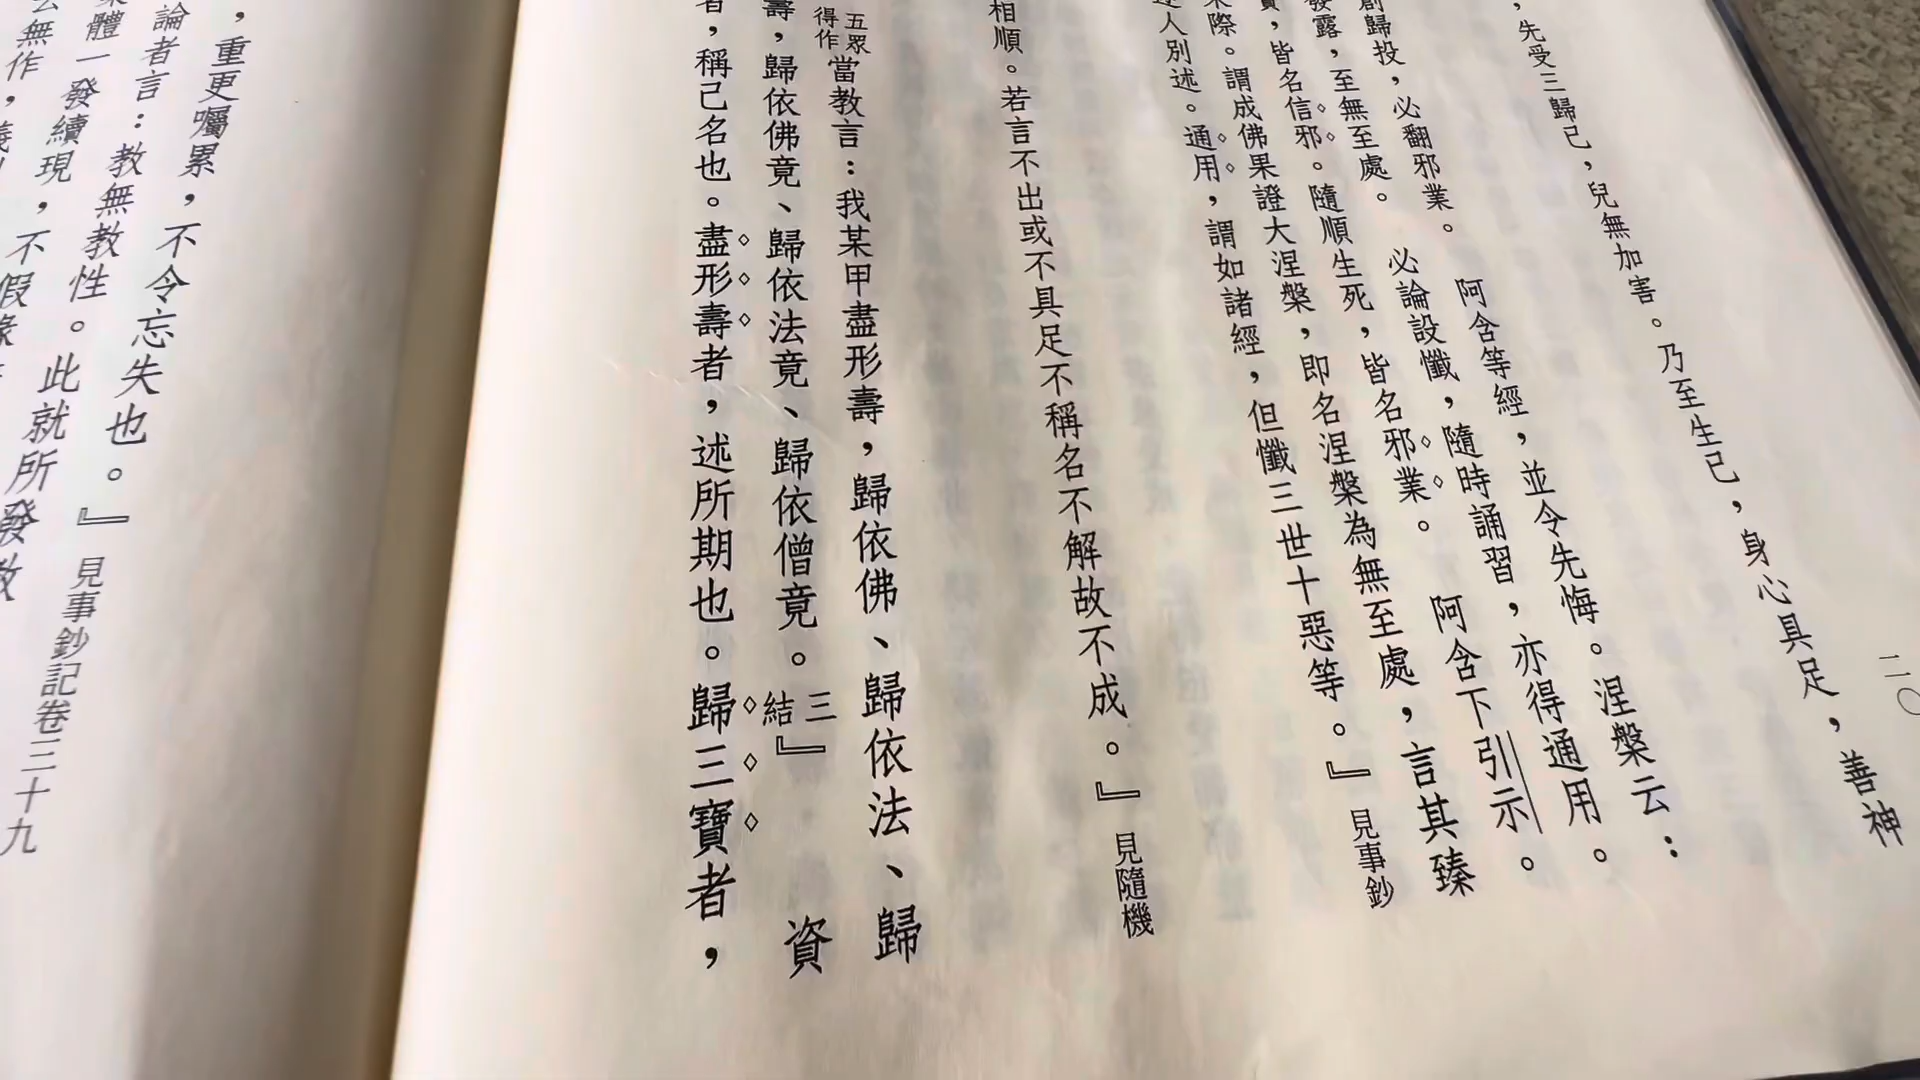 二〇
，先受三歸已，兒無加害。乃至生已，身心具足，善神
創歸投，必翻邪業。　阿含等經，並令先悔。涅槃云：
發露，至無至處。　必論設懺，隨時誦習，亦得通用。
，皆名信邪。隨順生死，皆名邪業。　阿含下引示。
來際。謂成佛果證大涅槃，即名涅槃為無至處，言其臻
人別述。通用，謂如諸經，但懺三世十惡等。』見事鈔
相順。若言不出或不具足不稱名不解故不成。』見隨機
五眾得作當教言：我某甲盡形壽，歸依佛、歸依法、歸
壽，歸依佛竟、歸依法竟、歸依僧竟。三結』　資
者，稱己名也。盡形壽者，述所期也。歸三寶者，
，重更囑累，不令忘失也。』見事鈔記卷三十九
論者言：教無教性。此就所發教
體一發續現，不假緣
無作，